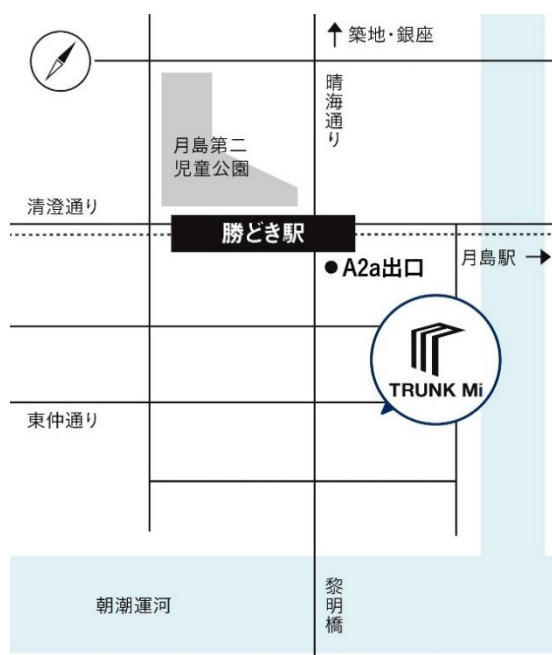 ↑築地・銀座
晴海通り
月島第二
児童公園
清澄通り
勝どき駅
月島駅→
●A2a出口
TRUNK Mi
東仲通り
朝潮運河
黎明橋